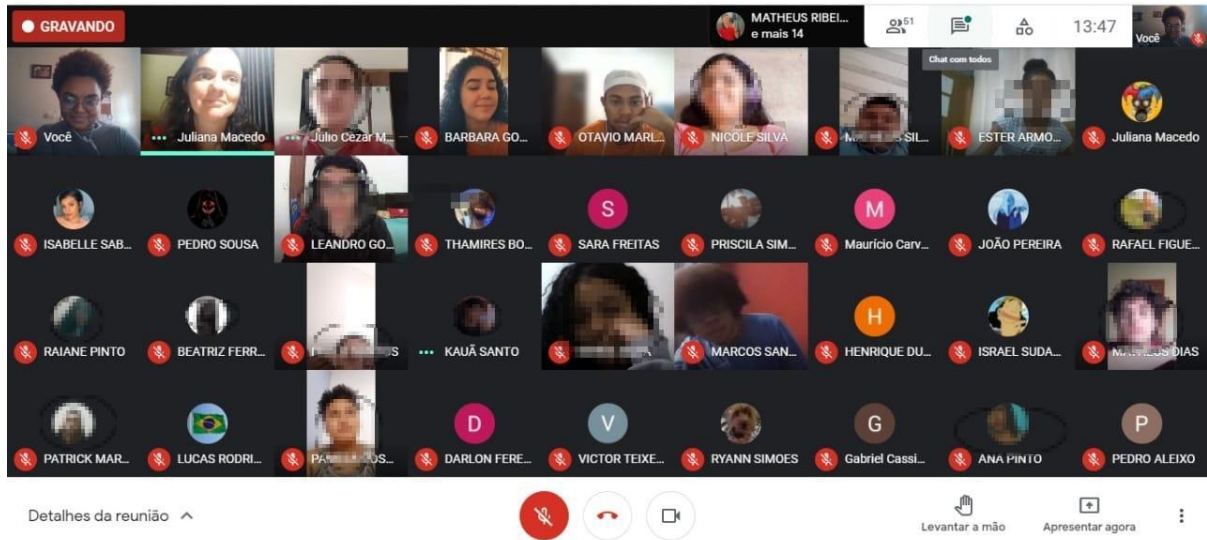 GRAVANDO
MATHEUS RIBEI...
e mais 14
51
13:47
Você
Chat com todos
Você
Juliana Macedo
Júlio Cezar M...
BARBARA GO...
OTAVIO MARL...
NICOLE SILVA
SIL...
ESTER ARMO...
Juliana Macedo
ISABELLE SAB...
PEDRO SOUSA
LEANDRO GO...
THAMIRES BO...
S
SARA FREITAS
PRISCILA SIM...
M
Maurício Carv...
JOÃO PEREIRA
RAFAEL FIGUE...
RAIANE PINTO
BEATRIZ FERR...
KAUÃ SANTO
MARCOS SAN...
H
HENRIQUE DU...
ISRAEL SUDA...
DIAS
PATRICK MAR...
LUCAS RODRI...
D
DARLON FERE...
V
VICTOR TEIXE...
RYANN SIMOES
G
Gabriel Cassi...
ANA PINTO
P
PEDRO ALEIXO
Detalhes da reunião
Levantar a mão
Apresentar agora